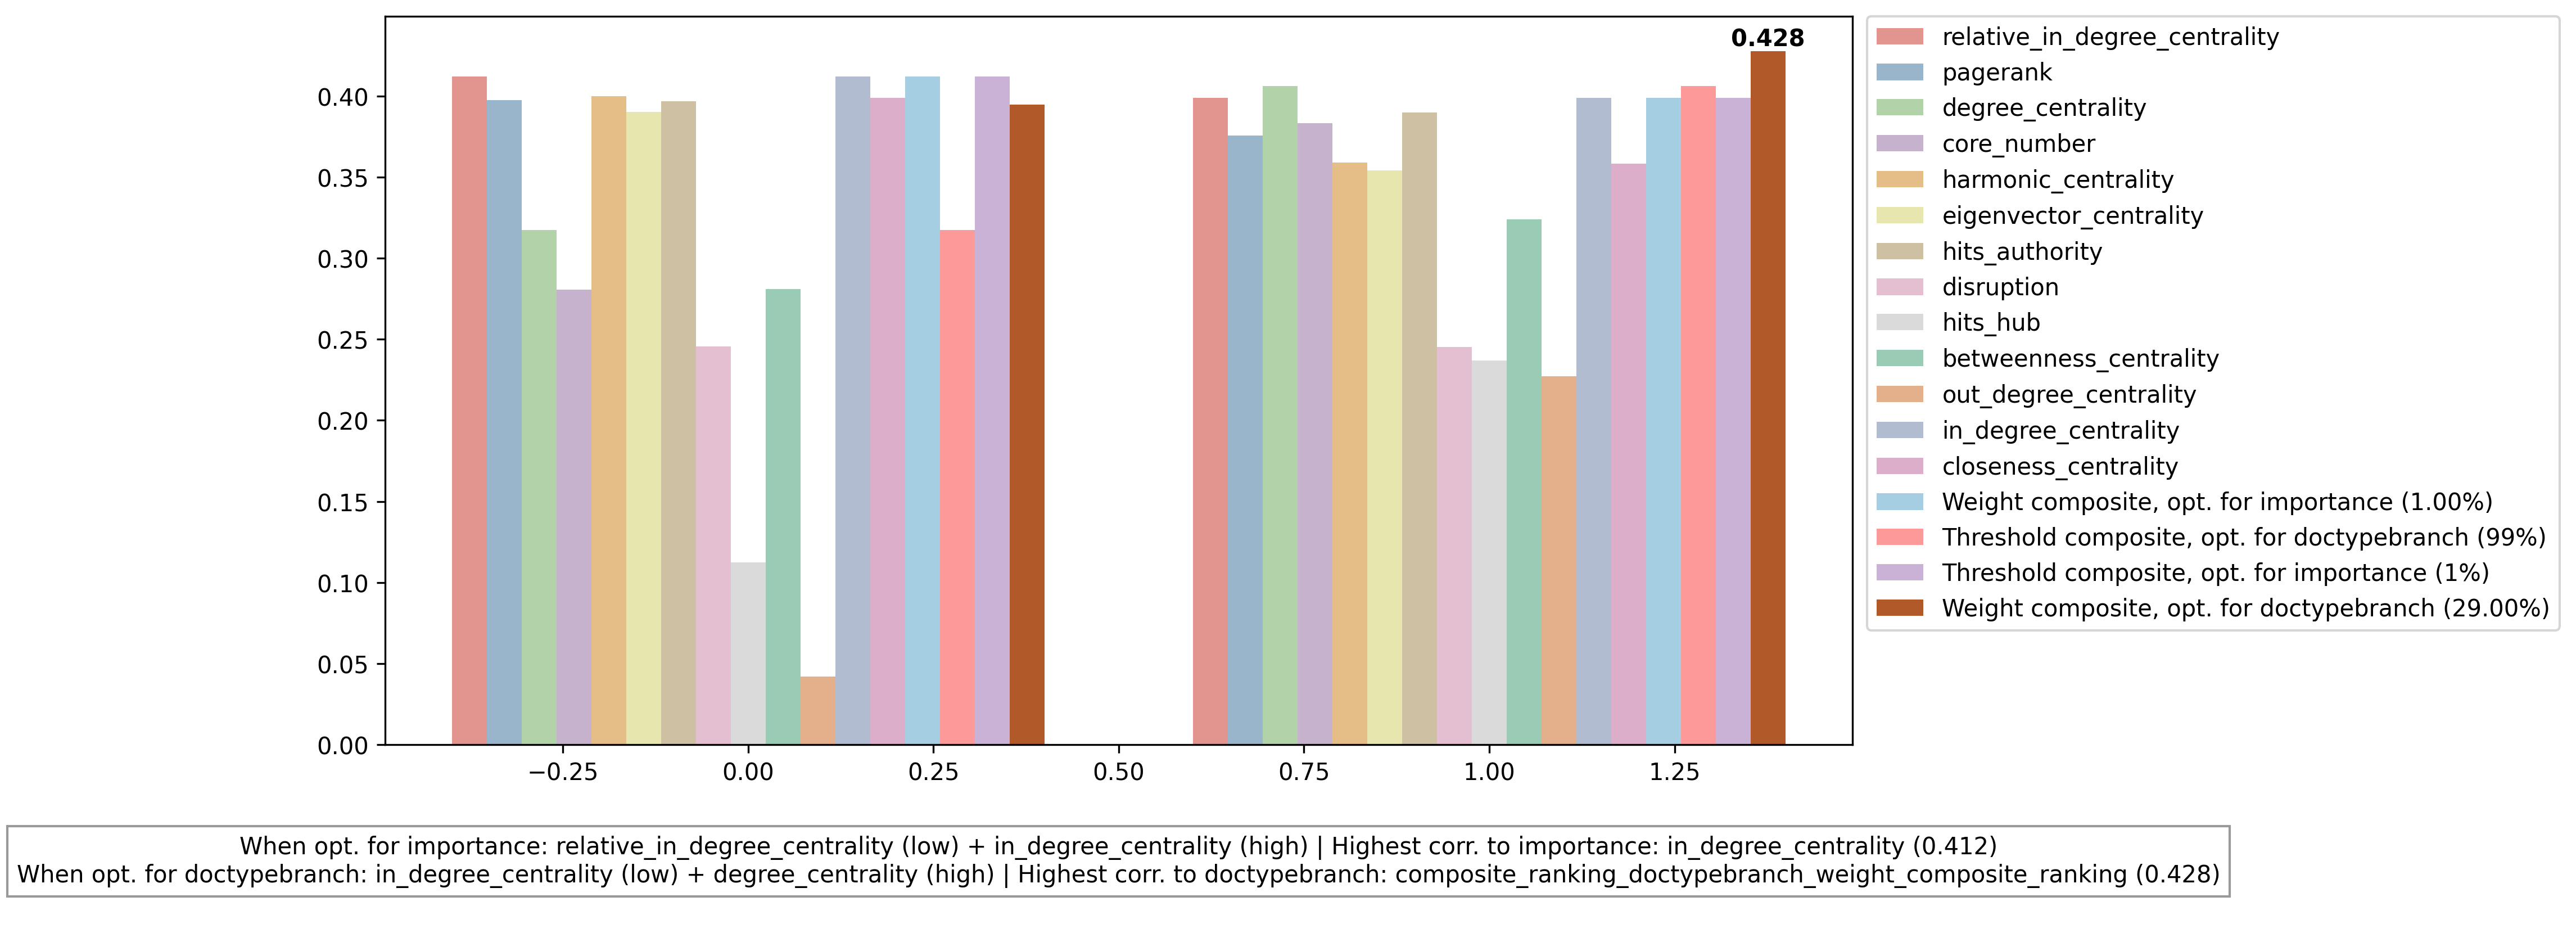 0.428
0.40
0.35
0.30
0.25
0.20
0.15
0.10
0.05
0.00
−0.25 0.00 0.25 0.50 0.75 1.00 1.25
relative_in_degree_centrality
pagerank
degree_centrality
core_number
harmonic_centrality
eigenvector_centrality
hits_authority
disruption
hits_hub
betweenness_centrality
out_degree_centrality
in_degree_centrality
closeness_centrality
Weight composite, opt. for importance (1.00%)
Threshold composite, opt. for doctypebranch (99%)
Threshold composite, opt. for importance (1%)
Weight composite, opt. for doctypebranch (29.00%)
When opt. for importance: relative_in_degree_centrality (low) + in_degree_centrality (high) | Highest corr. to importance: in_degree_centrality (0.412)
When opt. for doctypebranch: in_degree_centrality (low) + degree_centrality (high) | Highest corr. to doctypebranch: composite_ranking_doctypebranch_weight_composite_ranking (0.428)